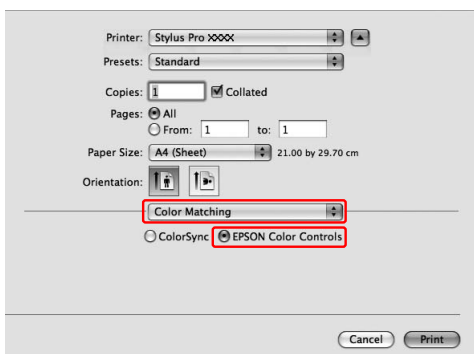 Printer: Stylus Pro XXXX
Presets: Standard
Copies: 1 Collated
Pages: All
From: 1 to: 1
Paper Size: A4 (Sheet) 21.00 by 29.70 cm
Orientation:
Color Matching
ColorSync EPSON Color Controls
Cancel Print